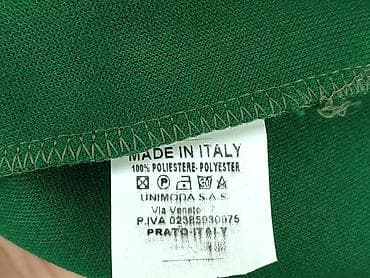 MADE IN ITALY
100% POLIESTERE-POLYESTER
UNIMODA S.A.S.
Via Veneto 7
P.IVA 02385930975
PRATO-ITALY